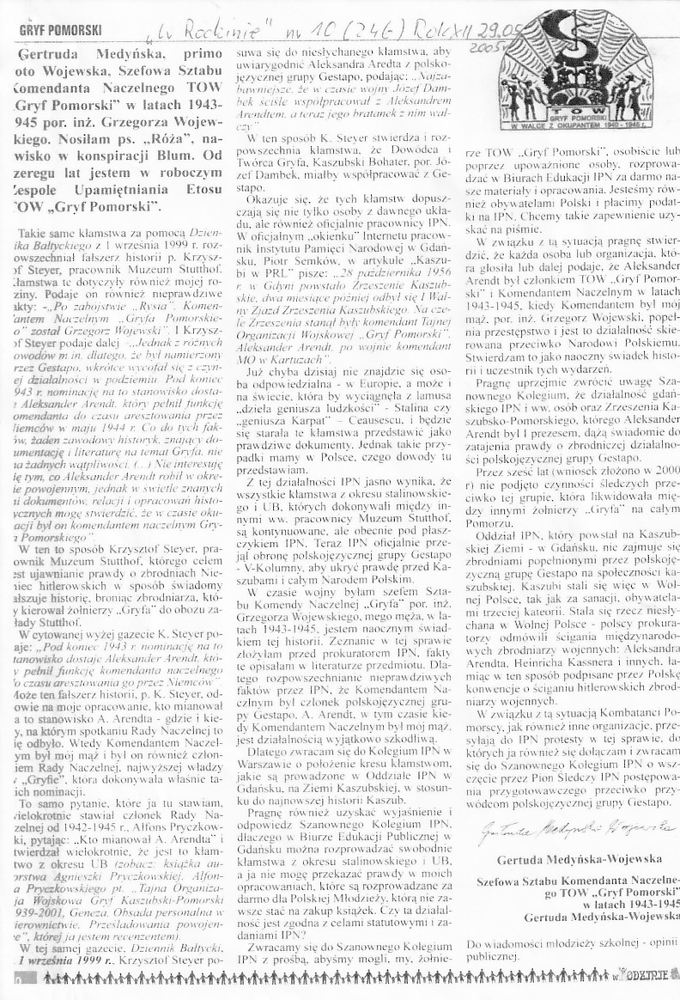 GRYF POMORSKI
„W Rodzinie" nr 10 (246) Rok XII 29.05
2005r
T O W
GRYF POMORSKI
W WALCE Z OKUPANTEM 1940 - 1945 r.
Gertruda Medyńska, primo
oto Wojewska, Szefowa Sztabu
Komendanta Naczelnego TOW
Gryf Pomorski" w latach 1943-
945 por. inż. Grzegorza Wojew-
kiego. Nosiłam ps. „Róża", na-
wisko w konspiracji Blum. Od
zeregu lat jestem w roboczym
Zespole Upamiętniania Etosu
OW „Gryf Pomorski".
Takie same kłamstwa za pomocą Dzien-
ika Bałtyckiego z 1 września 1999 r. roz-
owszechniał fałszerz historii p. Krzysz-
of Steyer, pracownik Muzeum Stutthof.
Kłamstwa te dotyczyły również mojej ro-
ziny. Podaje on również nieprawdziwe
akty: -„Po zabójstwie „Rysia". Komen-
antem Naczelnym „Gryfa Pomorskie-
o" został Grzegorz Wojewski". I Krzysz-
of Steyer podaje dalej -„Jednak z różnych
owodów m.in. dlatego, że był namierzony
rzez Gestapo, wkrótce wycofał się z czyn-
ej działalności w podziemiu. Pod koniec
943 r. nominację na to stanowisko dosta-
e Aleksander Arendt, który pełnił funkcję
omendanta do czasu aresztowania przez
Niemców w maju 1944 r. Co do tych fak-
ów, żaden zawodowy historyk, znający do-
umentację i literaturę na temat Gryfa, nie
ia żadnych wątpliwości. (...) Nie interesuję
ię tym, co Aleksander Arendt robił w okre-
ie powojennym, jednak w świetle znanych
ni dokumentów, relacji i opracowań histo-
ycznych mogę stwierdzić, że w czasie oku-
acji był on komendantem naczelnym Gry-
a Pomorskiego".
W ten to sposób Krzysztof Steyer, pra-
ownik Muzeum Stutthof, którego celem
est ujawnianie prawdy o zbrodniach Nie-
iec hitlerowskich w sposób świadomy
ałszuje historię, broniąc zbrodniarza, któ-
y kierował żołnierzy „Gryfa" do obozu za-
łady Stutthof.
W cytowanej wyżej gazecie K. Steyer po-
aje: „Pod koniec 1943 r. nominację na to
tanowisko dostaje Aleksander Arendt, któ-
y pełnił funkcję komendanta naczelnego
o czasu aresztowania go przez Niemców".
Może ten fałszerz historii, p. K. Steyer, od-
owie na moje opracowanie, kto mianował
a to stanowisko A. Arendta - gdzie i kie-
y, na którym spotkaniu Rady Naczelnej to
ię odbyło. Wtedy Komendantem Naczel-
ym był mój mąż i był on również człon-
iem Rady Naczelnej, najwyższej władzy
„Gryfie", która dokonywała właśnie ta-
ich nominacji.
To samo pytanie, które ja tu stawiam,
wielokrotnie stawiał członek Rady Na-
zelnej od 1942-1945 r., Alfons Pryczkow-
ki, pytając: „Kto mianował A. Arendta" i
twierdzał wielokrotnie, że jest to kłam-
two z okresu UB (zobacz: książka au-
orstwa Agnieszki Pryczkowskiej, Alfon-
a Pryczkowskiego pt. „Tajna Organiza-
ja Wojskowa Gryf Kaszubski-Pomorski
939-2001, Geneza. Obsada personalna w
ierownictwie. Prześladowania powojen-
e", której ja jestem recenzentem).
W tej samej gazecie, Dziennik Bałtycki,
1 września 1999 r., Krzysztof Steyer po-
suwa się do niesłychanego kłamstwa, aby
uwiarygodnić Aleksandra Aredta z polsko-
języcznej grupy Gestapo, podając: „Najza-
bawniejsze, że w czasie wojny Józef Dam-
bek ściśle współpracował z Aleksandrem
Arendtem, a teraz jego bratanek z nim wal-
czy"
W ten sposób K. Steyer stwierdza i roz-
powszechnia kłamstwa, że Dowódca i
Twórca Gryfa, Kaszubski Bohater, por. Jó-
zef Dambek, miałby współpracować z Ge-
stapo.
Okazuje się, że tych kłamstw dopusz-
czają się nie tylko osoby z dawnego ukła-
du, ale również oficjalnie pracownicy IPN.
W oficjalnym „okienku" Internetu pracow-
nik Instytutu Pamięci Narodowej w Gdań-
sku, Piotr Semków, w artykule „Kaszu-
bi w PRL" pisze: „28 października 1956
r. w Gdyni powstało Zrzeszenie Kaszub-
skie, dwa miesiące później odbył się I Wal-
ny Zjazd Zrzeszenia Kaszubskiego. Na cze-
le Zrzeszenia stanął były komendant Tajnej
Organizacji Wojskowej „Gryf Pomorski",
Aleksander Arendt, po wojnie komendant
MO w Kartuzach".
Już chyba dzisiaj nie znajdzie się oso-
ba odpowiedzialna - w Europie, a może i
na świecie, która by wyciągnęła z lamusa
„dzieła geniusza ludzkości" - Stalina czy
„geniusza Karpat" – Ceausescu, i będzie
się starała te kłamstwa przedstawić jako
prawdziwe dokumenty. Jednak takie przy-
padki mamy w Polsce, czego dowody tu
przedstawiam.
Z tej działalności IPN jasno wynika, że
wszystkie kłamstwa z okresu stalinowskie-
go i UB, których dokonywali między in-
nymi ww. pracownicy Muzeum Stutthof,
są kontynuowane, ale obecnie pod płasz-
czykiem IPN. Teraz IPN oficjalnie prze-
jął obronę polskojęzycznej grupy Gestapo
- V-Kolumny, aby ukryć prawdę przed Ka-
szubami i całym Narodem Polskim.
W czasie wojny byłam szefem Szta-
bu Komendy Naczelnej „Gryfa" por. inż.
Grzegorza Wojewskiego, mego męża, w la-
tach 1943-1945, jestem naocznym świad-
kiem tej historii. Zeznanie w tej sprawie
złożyłam przed prokuratorem IPN, fakty
te opisałam w literaturze przedmiotu. Dla-
tego rozpowszechnianie nieprawdziwych
faktów przez IPN, że Komendantem Na-
czlnym był członek polskojęzycznej gru-
py Gestapo, A. Arendt, w tym czasie kie-
dy Komendantem Naczelnym był mój mąż,
jest działalnością wyjątkowo szkodliwą.
Dlatego zwracam się do Kolegium IPN w
Warszawie o położenie kresu kłamstwom,
jakie są prowadzone w Oddziale IPN w
Gdańsku, na Ziemi Kaszubskiej, w stosun-
ku do najnowszej historii Kaszub.
Pragnę również uzyskać wyjaśnienie i
odpowiedz Szanownego Kolegium IPN,
dlaczego w Biurze Edukacji Publicznej w
Gdańsku można rozprowadzać swobodnie
kłamstwa z okresu stalinowskiego i UB,
a ja nie mogę przekazać prawdy w moich
opracowaniach, które są rozprowadzane za
darmo dla Polskiej Młodzieży, którą nie za-
wsze stać na zakup książek. Czy ta działal-
ność jest zgodna z celami statutowymi i za-
daniami IPN?
Zwracamy się do Szanownego Kolegium
IPN z prośbą, abyśmy mogli, my, żołnie-
rze TOW „Gryf Pomorski", osobiście lub
poprzez upoważnione osoby, rozprowa-
dzać w Biurach Edukacji IPN za darmo na-
sze materiały i opracowania. Jesteśmy rów-
nież obywatelami Polski i płacimy podat-
ki na IPN. Chcemy takie zapewnienie uzy-
skać na piśmie.
W związku z tą sytuacją pragnę stwier-
dzić, że każda osoba lub organizacja, któ-
ra głosiła lub dalej podaje, że Aleksander
Arendt był członkiem TOW „Gryf Pomor-
ski" i Komendantem Naczelnym w latach
1943-1945, kiedy Komendantem był mój
mąż, por. inż. Grzegorz Wojewski, popeł-
nia przestępstwo i jest to działalność skie-
rowana przeciwko Narodowi Polskiemu.
Stwierdzam to jako naoczny świadek histo-
rii i uczestnik tych wydarzeń.
Pragnę uprzejmie zwrócić uwagę Sza-
nownego Kolegium, że działalność gdań-
skiego IPN i ww. osób oraz Zrzeszenia Ka-
szubsko-Pomorskiego, którego Aleksander
Arendt był I prezesem, dążą świadomie do
zatajenia prawdy o zbrodniczej działalno-
ści polskojęzycznej grupy Gestapo.
Przez sześć lat (wniosek złożono w 2000
r) nie podjęto czynności śledczych prze-
ciwko tej grupie, która likwidowała mię-
dzy innymi żołnierzy „Gryfa" na całym
Pomorzu.
Oddział IPN, który powstał na Kaszub-
skiej Ziemi - w Gdańsku, nie zajmuje się
zbrodniami popełnionymi przez polskoję-
zyczną grupę Gestapo na społeczności ka-
szubskiej. Kaszubi stali się więc w Wol-
nej Polsce, tak jak za sanacji, obywatela-
mi trzeciej kateorii. Stała się rzecz niesły-
chana w Wolnej Polsce - polscy prokura-
torzy odmówili ścigania międzynarodo-
wych zbrodniarzy wojennych: Aleksandra
Arendta, Heinricha Kassnera i innych, ła-
miąc w ten sposób podpisane przez Polskę
konwencje o ściganiu hitlerowskich zbrod-
niarzy wojennych.
W związku z tą sytuacją Kombatanci Po-
morscy, jak również inne organizacje, prze-
syłają do IPN protesty w tej sprawie, do
których ja również się dołączam i zwracam
się do Szanownego Kolegium IPN o wsz-
częcie przez Pion Śledczy IPN postępowa-
nia przygotowawczego przeciwko przy-
wódcom polskojęzycznej grupy Gestapo.
Gertruda Medyńska Wojewska
Gertuda Medyńska-Wojewska
Szefowa Sztabu Komendanta Naczelne-
go TOW „Gryf Pomorski"
w latach 1943-1945
Gertuda Medyńska-Wojewska
Do wiadomości młodzieży szkolnej - opinii
publicznej.
0
W RODZINIE